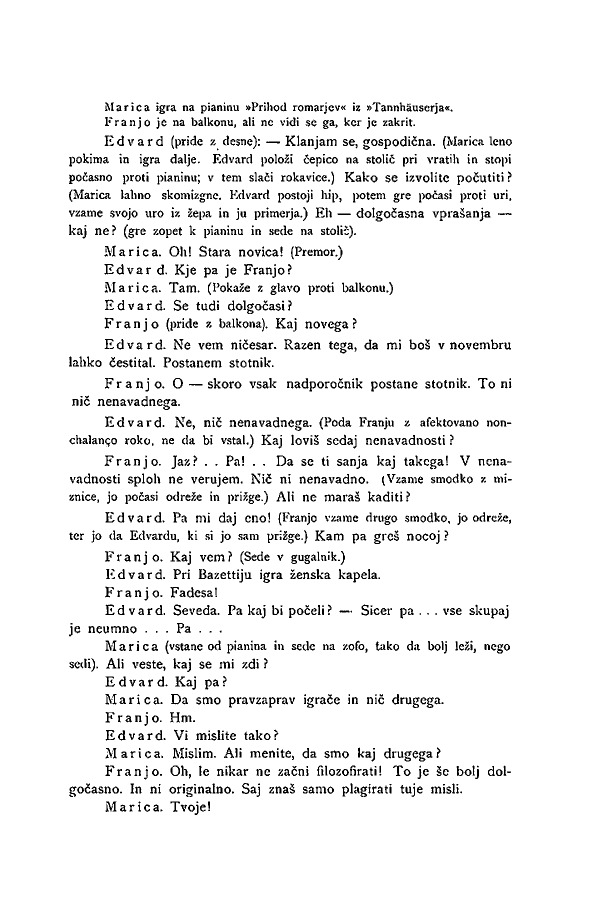 Marica igra na pianinu »Prihod romarjev« iz »Tannhäuserja«.
Franjo je na balkonu, ali ne vidi se ga, ker je zakrit.
Edvard (pride z desne): — Klanjam se, gospodična. (Marica leno
pokima in igra dalje. Edvard položi čepico na stolič pri vratih in stopi
počasno proti pianinu; v tem slači rokavice.) Kako se izvolite počutiti?
(Marica lahno skomizgne. Edvard postoji hip, potem gre počasi proti uri,
vzame svojo uro iz žepa in ju primerja.) Eh — dolgočasna vprašanja —
kaj ne? (gre zopet k pianinu in sede na stolič).
Marica. Oh! Stara novica! (Premor.)
Edvard. Kje pa je Franjo?
Marica. Tam. (Pokaže z glavo proti balkonu.)
Edvard. Se tudi dolgočasi?
Franjo (pride z balkona). Kaj novega?
Edvard. Ne vem ničesar. Razen tega, da mi boš v novembru
lahko čestital. Postanem stotnik.
Franjo. O — skoro vsak nadporočnik postane stotnik. To ni
nič nenavadnega.
Edvard. Ne, nič nenavadnega. (Poda Franju z afektovano non-
chalanço roko, ne da bi vstal.) Kaj loviš sedaj nenavadnosti?
Franjo. Jaz? . . Pa! . . Da se ti sanja kaj takega! V nena-
vadnosti sploh ne verujem. Nič ni nenavadno. (Vzame smodko z mi-
znice, jo počasi odreže in prižge.) Ali ne maraš kaditi?
Edvard. Pa mi daj eno! (Franjo vzame drugo smodko, jo odreže,
ter jo da Edvardu, ki si jo sam prižge.) Kam pa greš nocoj?
Franjo. Kaj vem? (Sede v gugalnik.)
Edvard. Pri Bazettiju igra ženska kapela.
Franjo. Fadesa!
Edvard. Seveda. Pa kaj bi počeli? — Sicer pa . . . vse skupaj
je neumno . . . Pa . . .
Marica (vstane od pianina in sede na zofo, tako da bolj leži, nego
sedi). Ali veste, kaj se mi zdi?
Edvard. Kaj pa?
Marica. Da smo pravzaprav igrače in nič drugega.
Franjo. Hm.
Edvard. Vi mislite tako?
Marica. Mislim. Ali menite, da smo kaj drugega?
Franjo. Oh, le nikar ne začni filozofirati! To je še bolj dol-
gočasno. In ni originalno. Saj znaš samo plagirati tuje misli.
Marica. Tvoje!